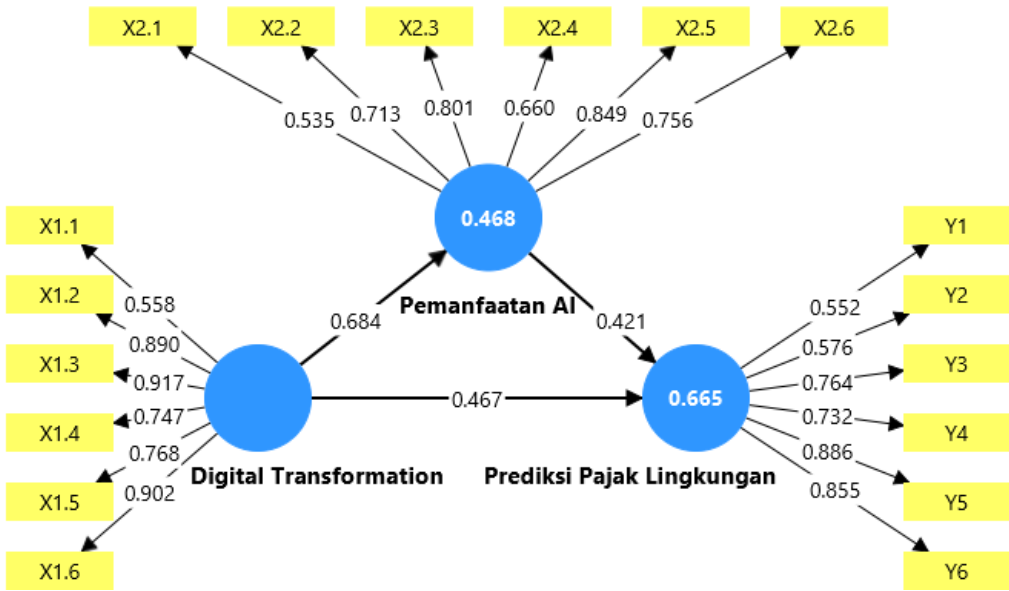 X2.1 X2.2 X2.3 X2.4 X2.5 X2.6
0.535 0.713 0.801 0.660 0.849 0.756
0.468
Pemanfaatan AI
X1.1
X1.2
X1.3
X1.4
X1.5
X1.6
0.558
0.890
0.917
0.747
0.768
0.902
0.684
0.421
0.467
Digital Transformation
0.665
Prediksi Pajak Lingkungan
0.552
0.576
0.764
0.732
0.886
0.855
Y1
Y2
Y3
Y4
Y5
Y6